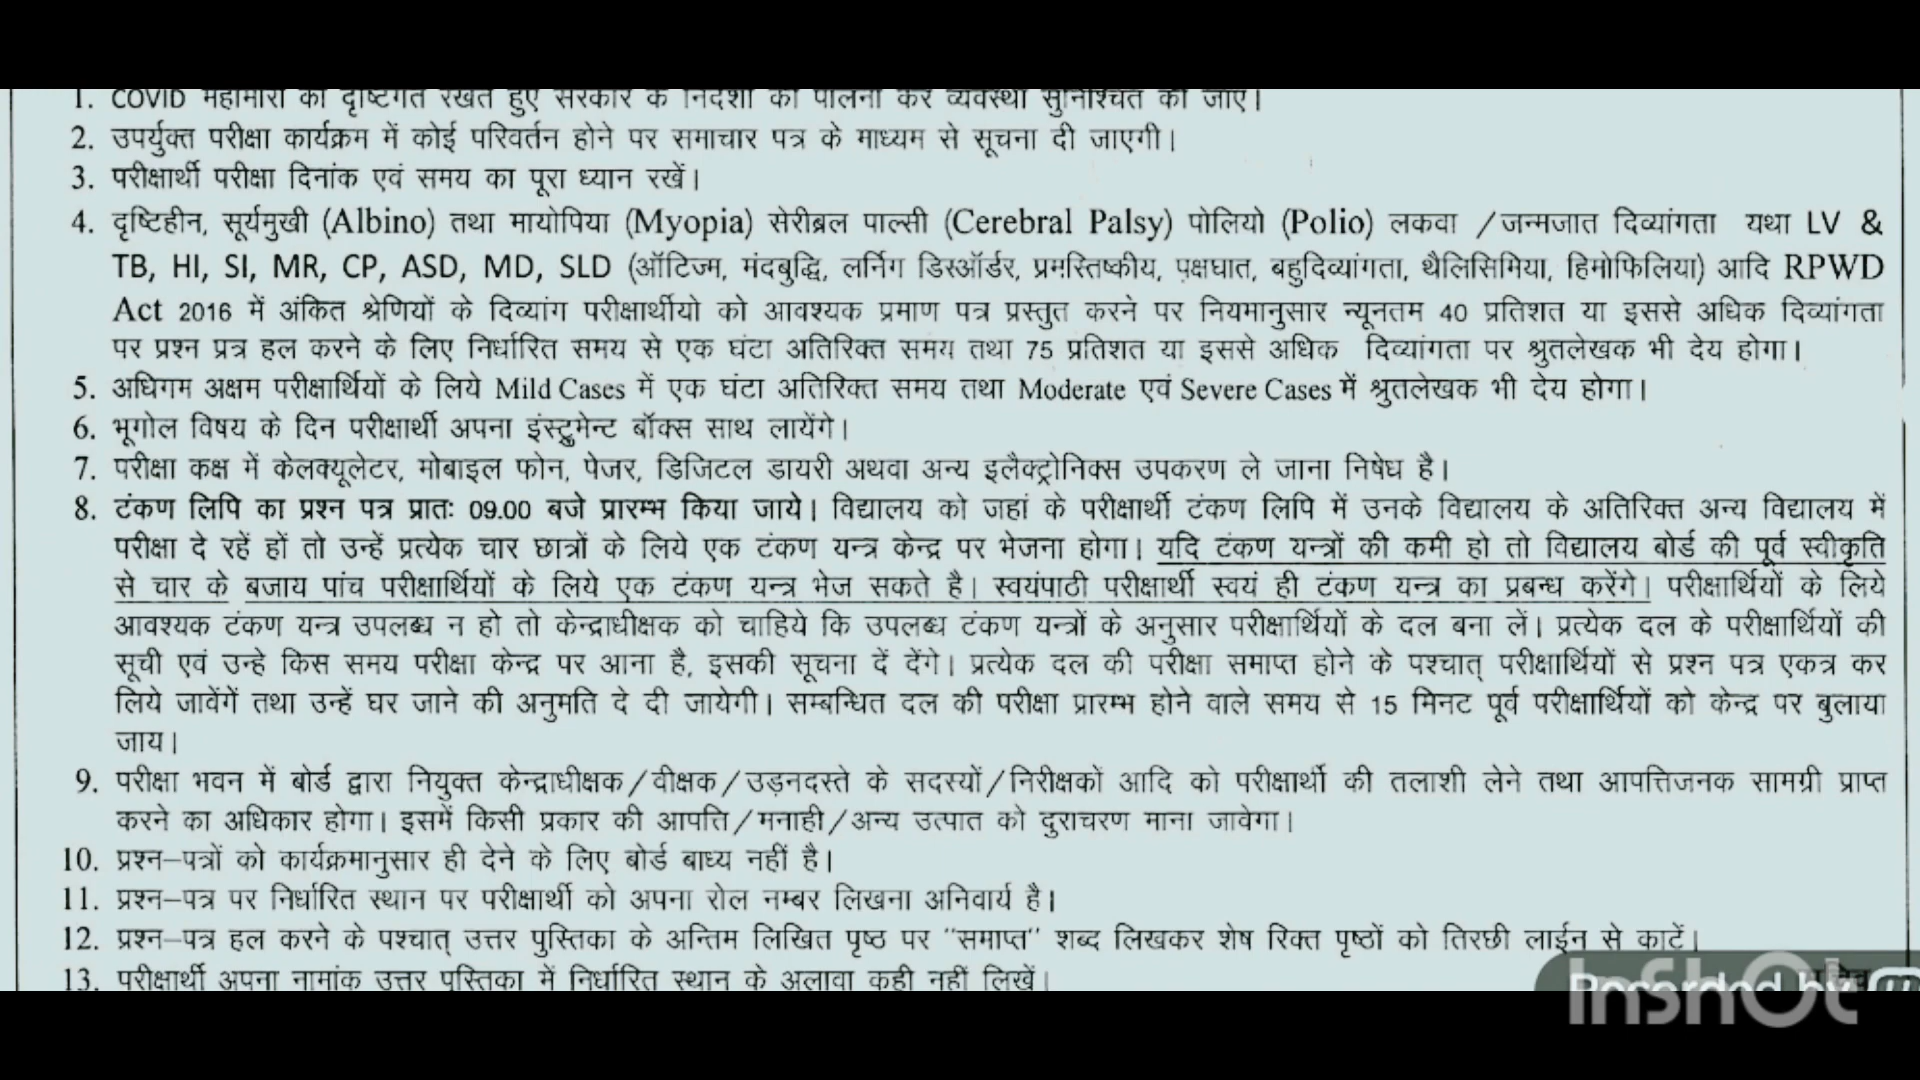 1. COVID महामारी को दृष्टिगत रखते हुए सरकार के निर्देशों की पालना कर व्यवस्था सुनिश्चित की जाए।
2. उपर्युक्त परीक्षा कार्यक्रम में कोई परिवर्तन होने पर समाचार पत्र के माध्यम से सूचना दी जाएगी।
3. परीक्षार्थी परीक्षा दिनांक एवं समय का पूरा ध्यान रखें।
4. दृष्टिहीन, सूर्यमुखी (Albino) तथा मायोपिया (Myopia) सेरीब्रल पाल्सी (Cerebral Palsy) पोलियो (Polio) लकवा /जन्मजात दिव्यांगता यथा LV &
TB, HI, SI, MR, CP, ASD, MD, SLD (ऑटिज्म, मंदबुद्धि, लर्निग डिस्ऑर्डर, प्रमस्तिष्कीय, पक्षघात, बहुदिव्यांगता, थैलिसिमिया, हिमोफिलिया) आदि RPWD
Act 2016 में अंकित श्रेणियों के दिव्यांग परीक्षार्थीयो को आवश्यक प्रमाण पत्र प्रस्तुत करने पर नियमानुसार न्यूनतम 40 प्रतिशत या इससे अधिक दिव्यांगता
पर प्रश्न प्रत्र हल करने के लिए निर्धारित समय से एक घंटा अतिरिक्त समय तथा 75 प्रतिशत या इससे अधिक दिव्यांगता पर श्रुतलेखक भी देय होगा।
5. अधिगम अक्षम परीक्षार्थियों के लिये Mild Cases में एक घंटा अतिरिक्त समय तथा Moderate एवं Severe Cases में श्रुतलेखक भी देय होगा।
6. भूगोल विषय के दिन परीक्षार्थी अपना इंस्ट्रुमेन्ट बॉक्स साथ लायेंगे।
7. परीक्षा कक्ष में केलक्यूलेटर, मोबाइल फोन, पेजर, डिजिटल डायरी अथवा अन्य इलैक्ट्रोनिक्स उपकरण ले जाना निषेध है।
8. टंकण लिपि का प्रश्न पत्र प्रातः 09.00 बजे प्रारम्भ किया जाये। विद्यालय को जहां के परीक्षार्थी टंकण लिपि में उनके विद्यालय के अतिरिक्त अन्य विद्यालय में
परीक्षा दे रहें हों तो उन्हें प्रत्येक चार छात्रों के लिये एक टंकण यन्त्र केन्द्र पर भेजना होगा। यदि टंकण यन्त्रों की कमी हो तो विद्यालय बोर्ड की पूर्व स्वीकृति
से चार के बजाय पांच परीक्षार्थियों के लिये एक टंकण यन्त्र भेज सकते है। स्वयंपाठी परीक्षार्थी स्वयं ही टंकण यन्त्र का प्रबन्ध करेंगे। परीक्षार्थियों के लिये
आवश्यक टंकण यन्त्र उपलब्ध न हो तो केन्द्राधीक्षक को चाहिये कि उपलब्ध टंकण यन्त्रों के अनुसार परीक्षार्थियों के दल बना लें। प्रत्येक दल के परीक्षार्थियों की
सूची एवं उन्हे किस समय परीक्षा केन्द्र पर आना है, इसकी सूचना दें देंगे। प्रत्येक दल की परीक्षा समाप्त होने के पश्चात् परीक्षार्थियों से प्रश्न पत्र एकत्र कर
लिये जावेंगें तथा उन्हें घर जाने की अनुमति दे दी जायेगी। सम्बन्धित दल की परीक्षा प्रारम्भ होने वाले समय से 15 मिनट पूर्व परीक्षार्थियों को केन्द्र पर बुलाया
जाय।
9. परीक्षा भवन में बोर्ड द्वारा नियुक्त केन्द्राधीक्षक/वीक्षक/उड़नदस्ते के सदस्यों/निरीक्षकों आदि को परीक्षार्थी की तलाशी लेने तथा आपत्तिजनक सामग्री प्राप्त
करने का अधिकार होगा। इसमें किसी प्रकार की आपत्ति/मनाही/अन्य उत्पात को दुराचरण माना जावेगा।
10. प्रश्न-पत्रों को कार्यक्रमानुसार ही देने के लिए बोर्ड बाध्य नहीं है।
11. प्रश्न-पत्र पर निर्धारित स्थान पर परीक्षार्थी को अपना रोल नम्बर लिखना अनिवार्य है।
12. प्रश्न-पत्र हल करने के पश्चात् उत्तर पुस्तिका के अन्तिम लिखित पृष्ठ पर "समाप्त" शब्द लिखकर शेष रिक्त पृष्ठों को तिरछी लाईन से काटें।
13. परीक्षार्थी अपना नामांक उत्तर पुस्तिका में निर्धारित स्थान के अलावा कही नहीं लिखें।
Recorded by
InShOt